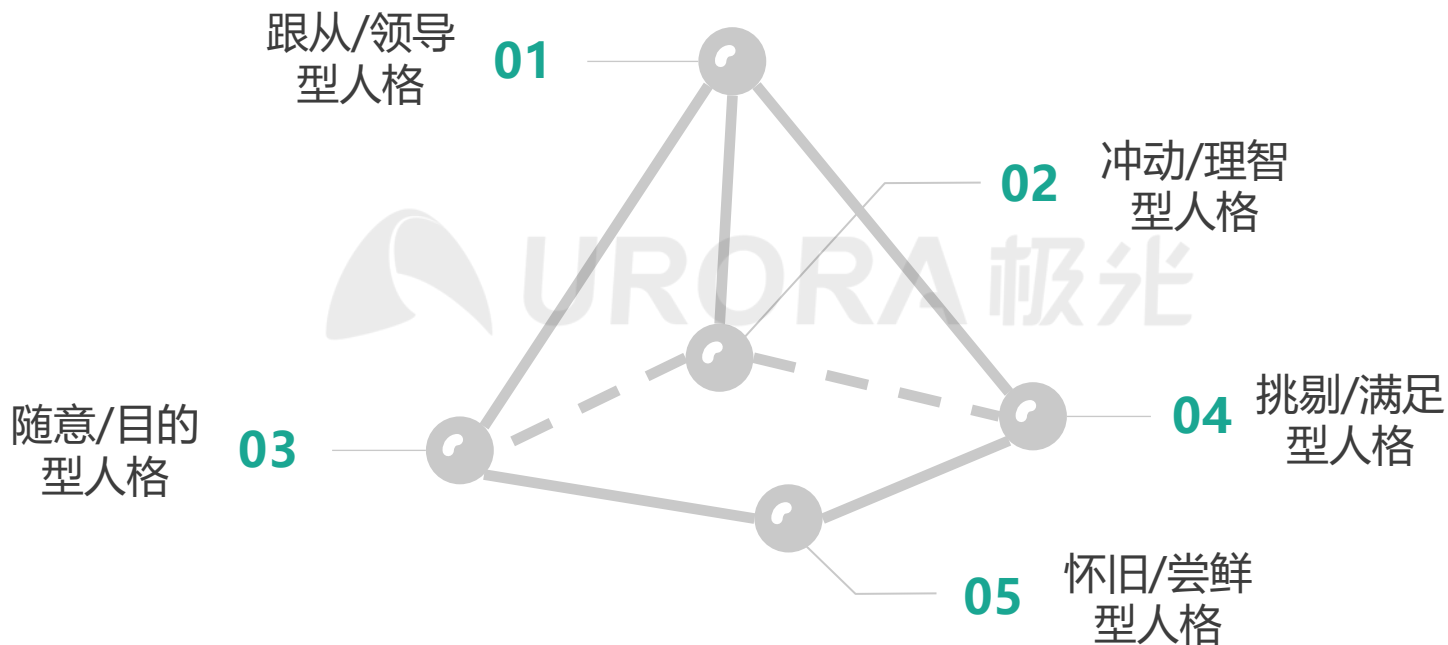 跟从/领导
型人格
01
02
冲动/理智
型人格
URORA极光
随意/目的
型人格
03
04
挑剔/满足
型人格
05
怀旧/尝鲜
型人格